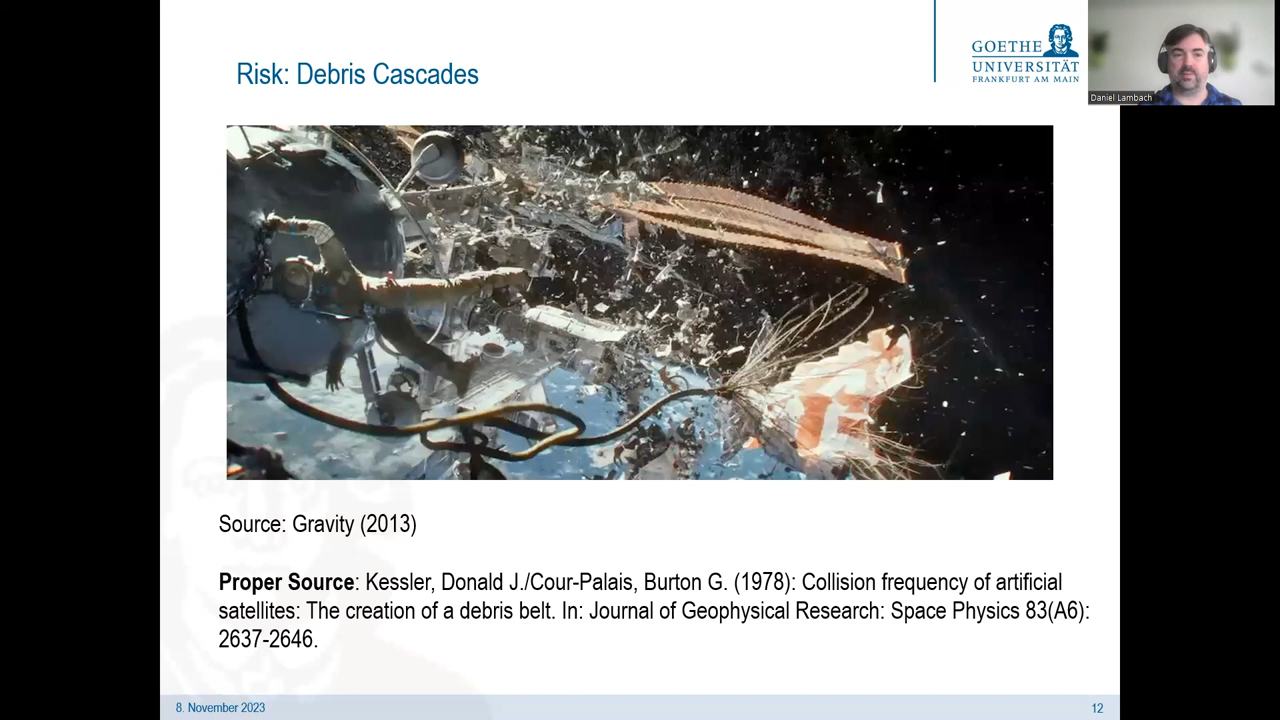 Risk: Debris Cascades
GOETHE
UNIVERSITÄT
FRANKFURT AM MAIN
Daniel Lambach
Source: Gravity (2013)
Proper Source: Kessler, Donald J./Cour-Palais, Burton G. (1978): Collision frequency of artificial
satellites: The creation of a debris belt. In: Journal of Geophysical Research: Space Physics 83(A6):
2637-2646.
8. November 2023
12